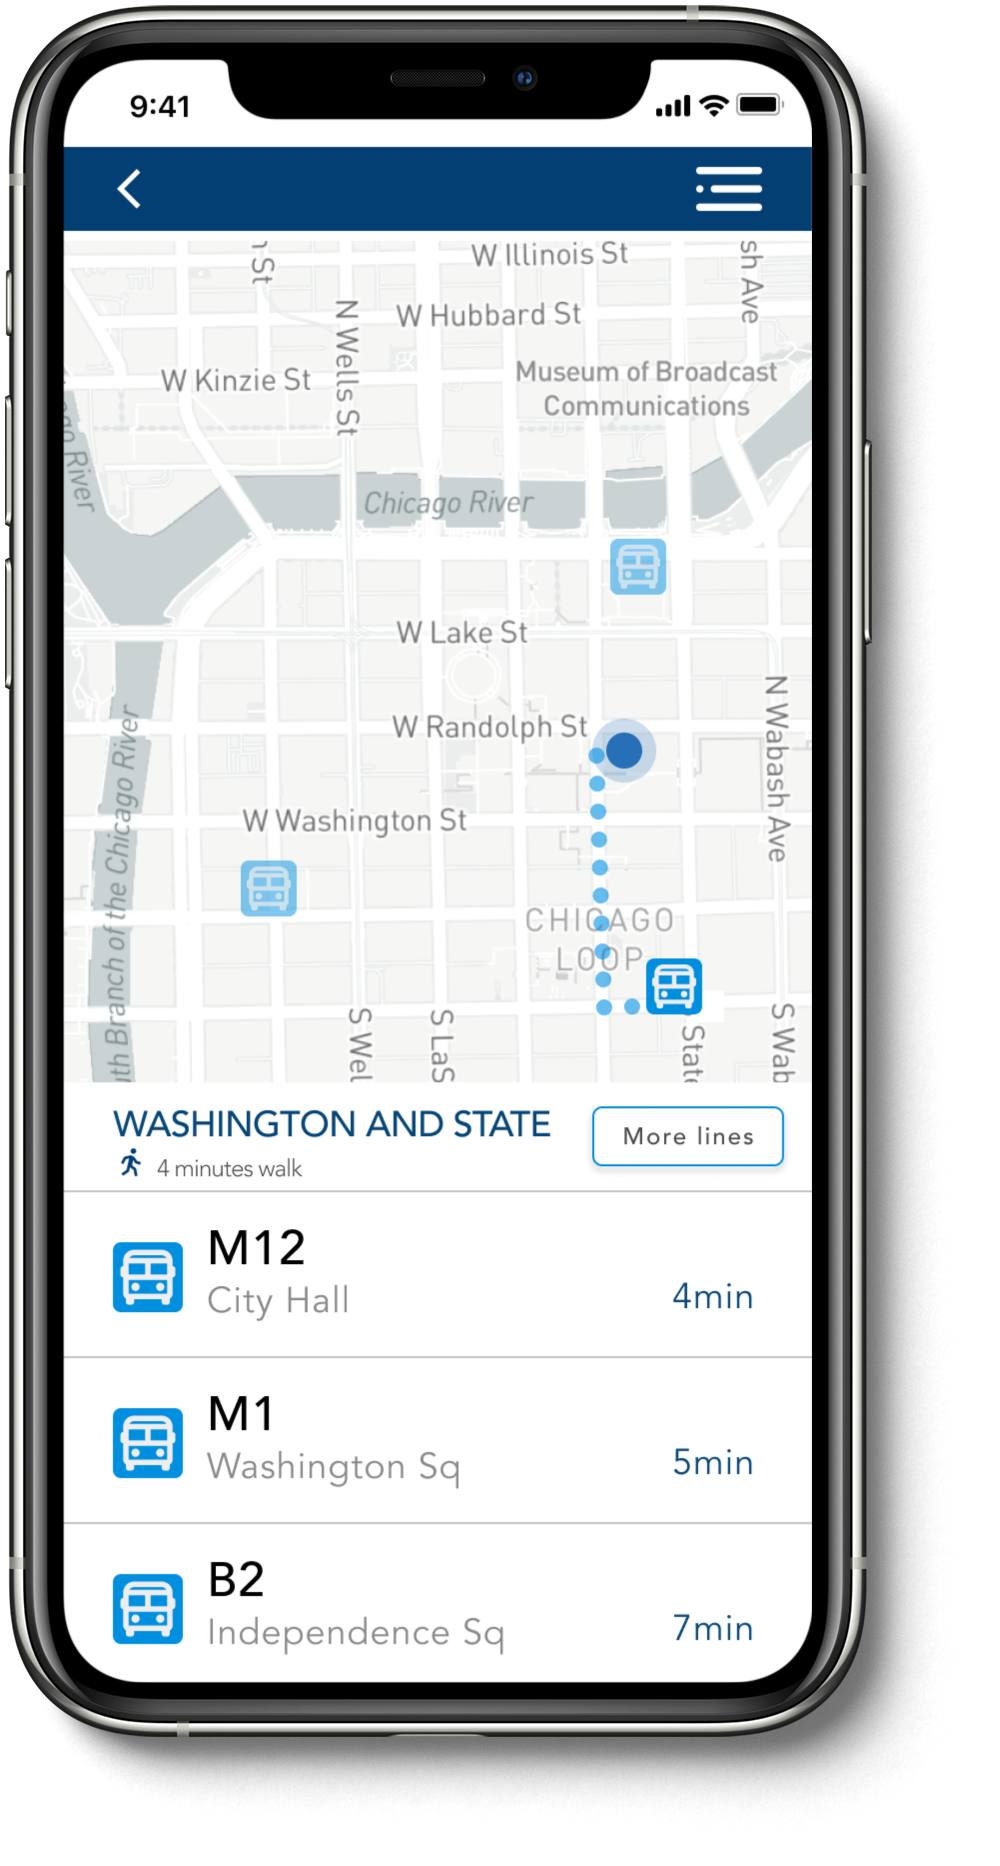 9:41
W Illinois St
n St
sh Ave
N Wells St
W Hubbard St
W Kinzie St
Museum of Broadcast
Communications
go River
Chicago River
W Lake St
N Wabash Ave
W Randolph St
uth Branch of the Chicago River
W Washington St
CHICAGO
LOOP
S Wel
S LaS
State
S Wab
WASHINGTON AND STATE
More lines
4 minutes walk
M12
City Hall
4min
M1
Washington Sq
5min
B2
Independence Sq
7min